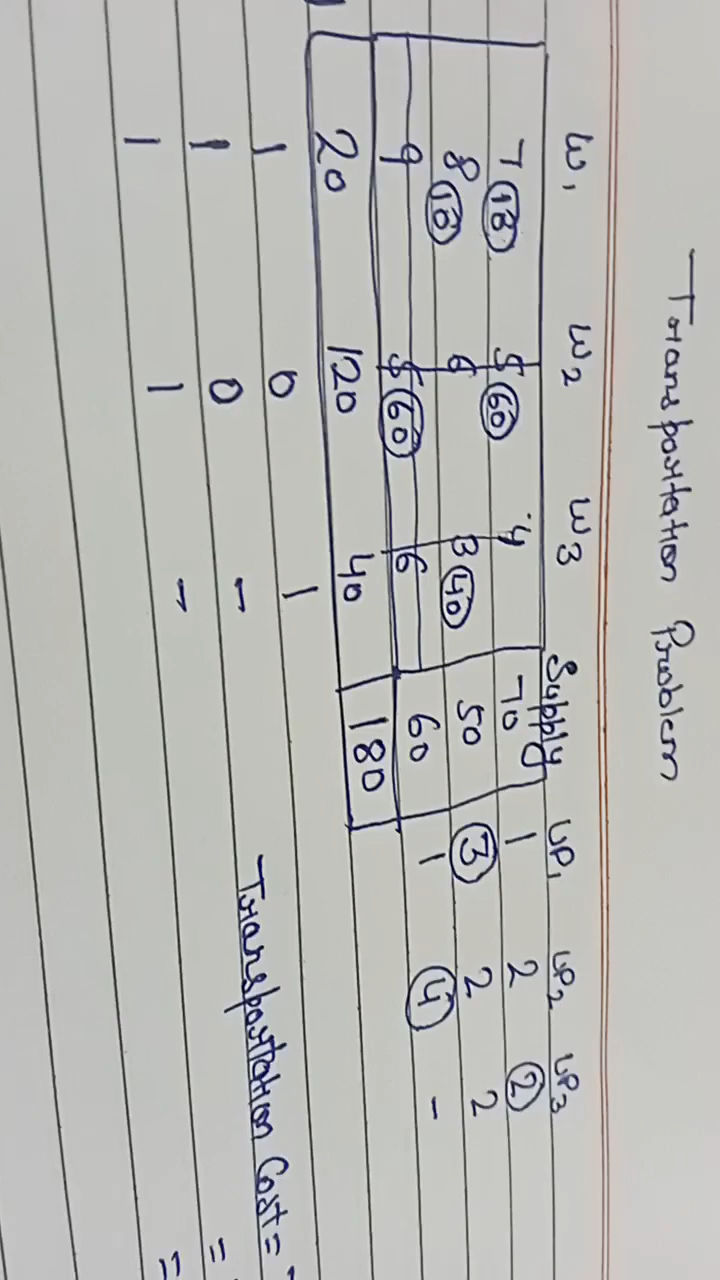 Transportation Problem
W1 W2 W3 Supply UP1 UP2 UP3
7 (10) 5 (60) 4 70 1 2 (2)
8 (10) 6 3 (40) 50 (3) 2 2
9 5 (60) 6 60 1 (4) -
20 120 40 180
1 0 1
1 0 -
1 1 -
Transportation Cost =
=
=